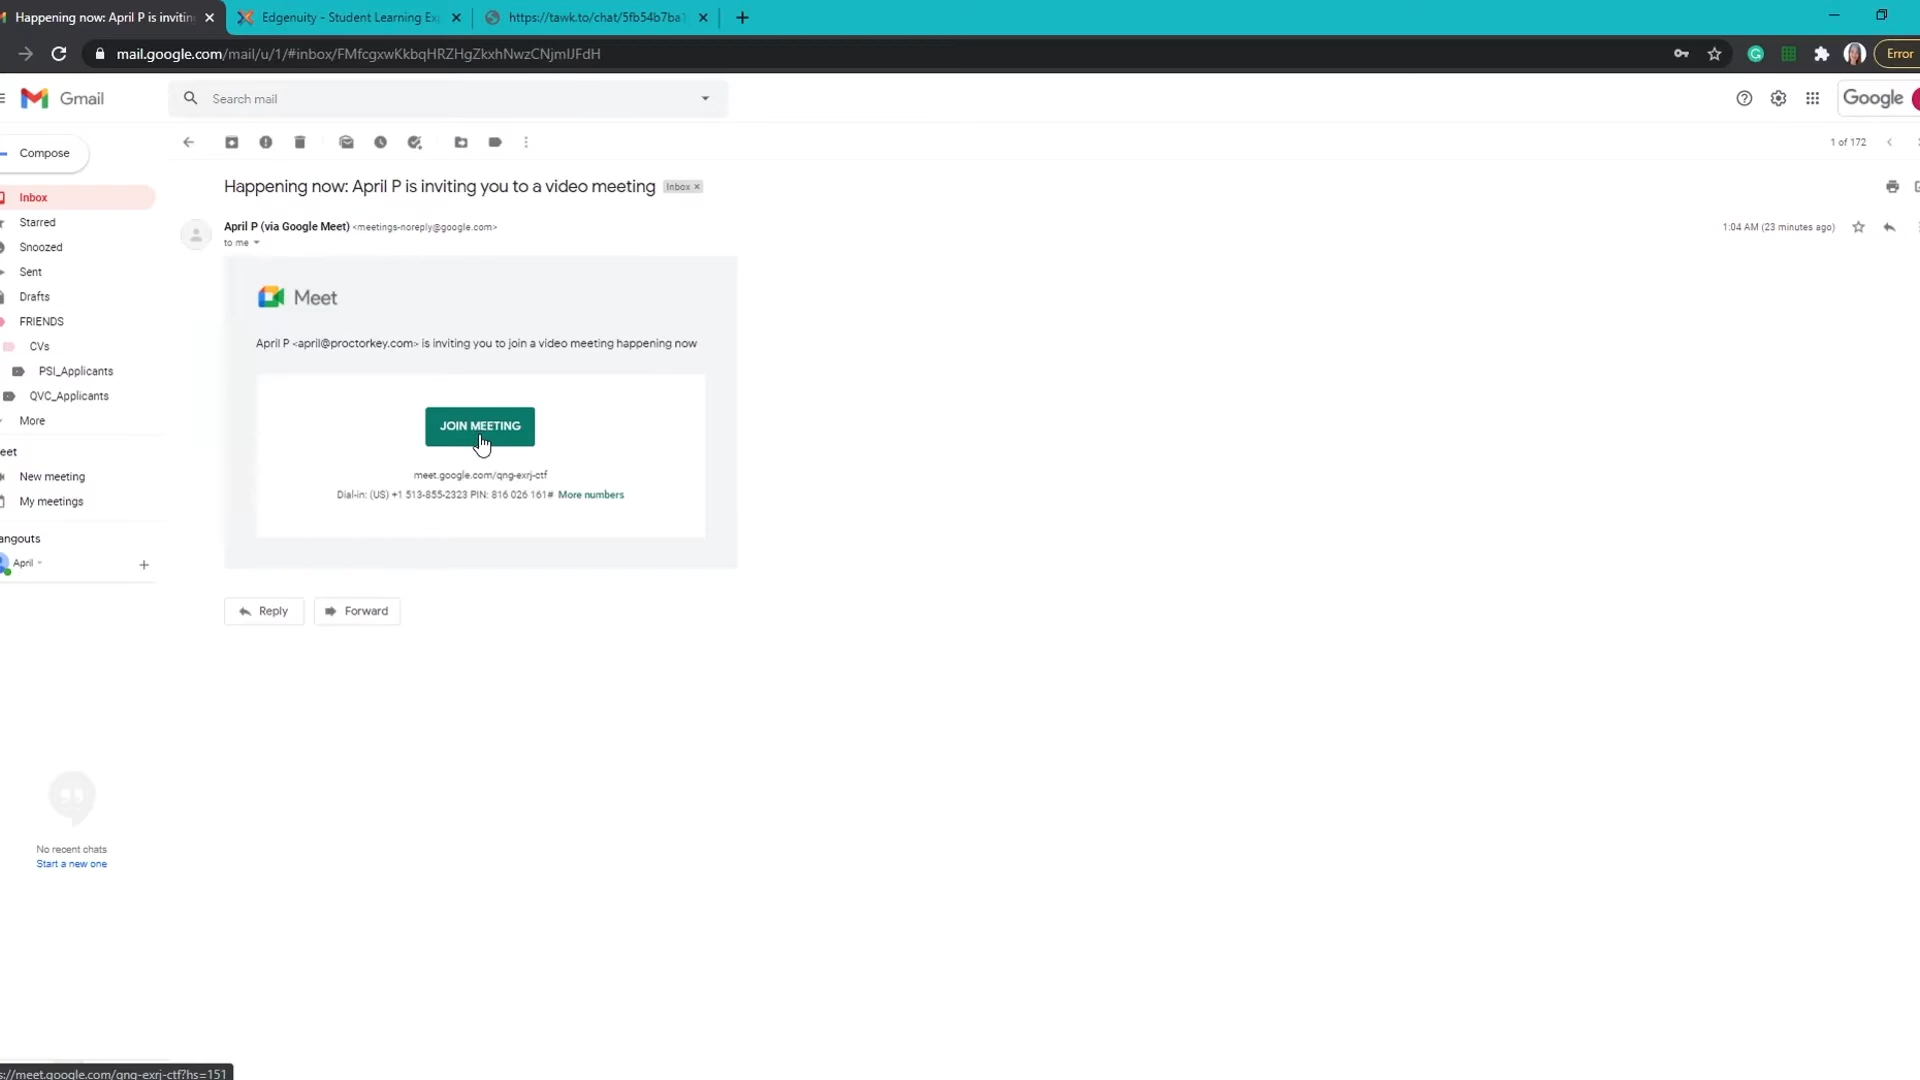 Happening now: April P is invitin
Edgenuity - Student Learning Ex
https://tawk.to/chat/5fb54b7ba1
mail.google.com/mail/u/1/#inbox/FMfcgxwKkbqHRZHgZkxhNwzCNjmlJFdH
Error
Gmail
Search mail
Google
Compose
1 of 172
Happening now: April P is inviting you to a video meeting
Inbox ×
Inbox
Starred
Snoozed
Sent
Drafts
FRIENDS
CVs
PSI_Applicants
QVC_Applicants
More
eet
New meeting
My meetings
angouts
April
No recent chats
Start a new one
April P (via Google Meet) <meetings-noreply@google.com>
1:04 AM (23 minutes ago)
to me
Meet
April P <april@proctorkey.com> is inviting you to join a video meeting happening now
JOIN MEETING
meet.google.com/qng-exrj-ctf
Dial-in: (US) +1 513-855-2323 PIN: 816 026 161# More numbers
Reply
Forward
s://meet.google.com/qng-exrj-ctf?hs=151